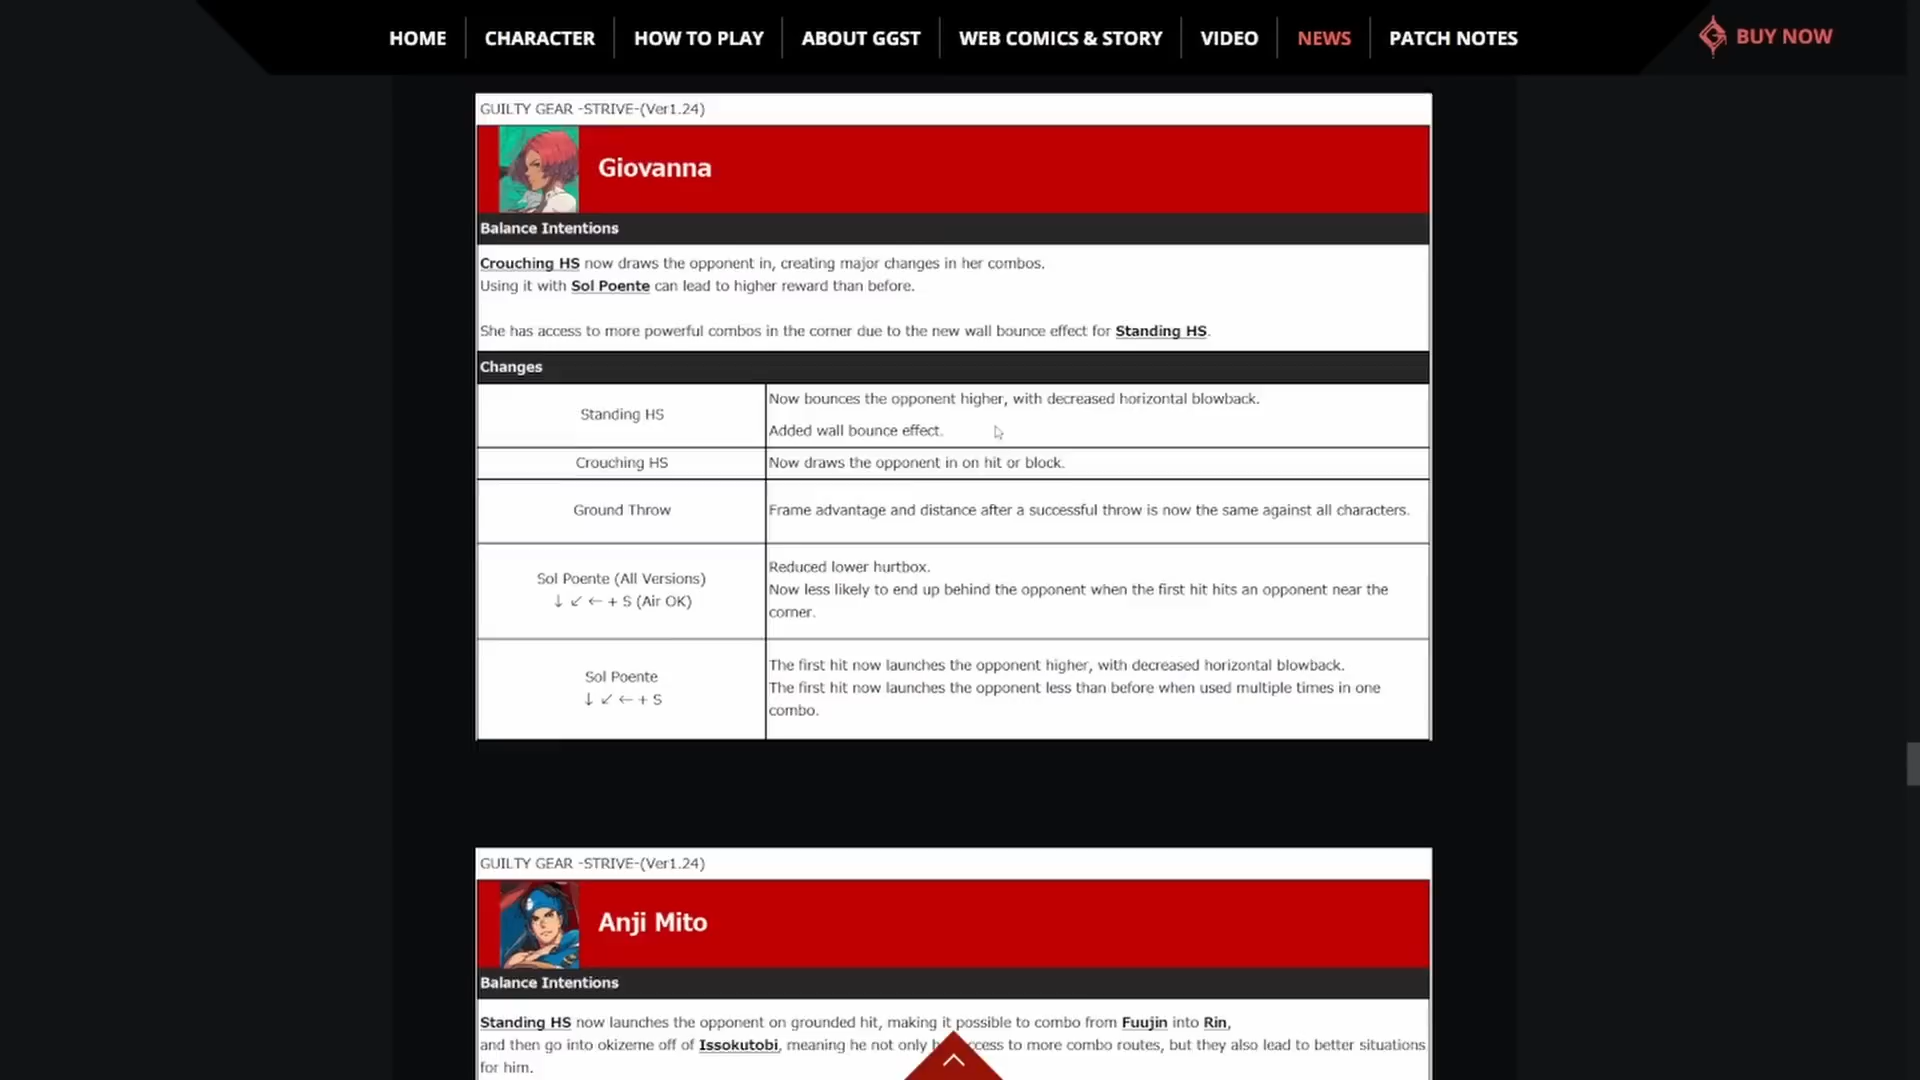 HOME
CHARACTER
HOW TO PLAY
ABOUT GGST
WEB COMICS & STORY
VIDEO
NEWS
PATCH NOTES
BUY NOW
GUILTY GEAR -STRIVE-(Ver1.24)
Giovanna
Balance Intentions
Crouching HS now draws the opponent in, creating major changes in her combos.
Using it with Sol Poente can lead to higher reward than before.
She has access to more powerful combos in the corner due to the new wall bounce effect for Standing HS.
Changes
Standing HS
Now bounces the opponent higher, with decreased horizontal blowback.
Added wall bounce effect.
Crouching HS
Now draws the opponent in on hit or block.
Ground Throw
Frame advantage and distance after a successful throw is now the same against all characters.
Sol Poente (All Versions)
↓ ↙ ← + S (Air OK)
Reduced lower hurtbox.
Now less likely to end up behind the opponent when the first hit hits an opponent near the
corner.
Sol Poente
↓ ↙ ← + S
The first hit now launches the opponent higher, with decreased horizontal blowback.
The first hit now launches the opponent less than before when used multiple times in one
combo.
GUILTY GEAR -STRIVE-(Ver1.24)
Anji Mito
Balance Intentions
Standing HS now launches the opponent on grounded hit, making it possible to combo from Fuujin into Rin,
and then go into okizeme off of Issokutobi, meaning he not only to more combo routes, but they also lead to better situations
for him.